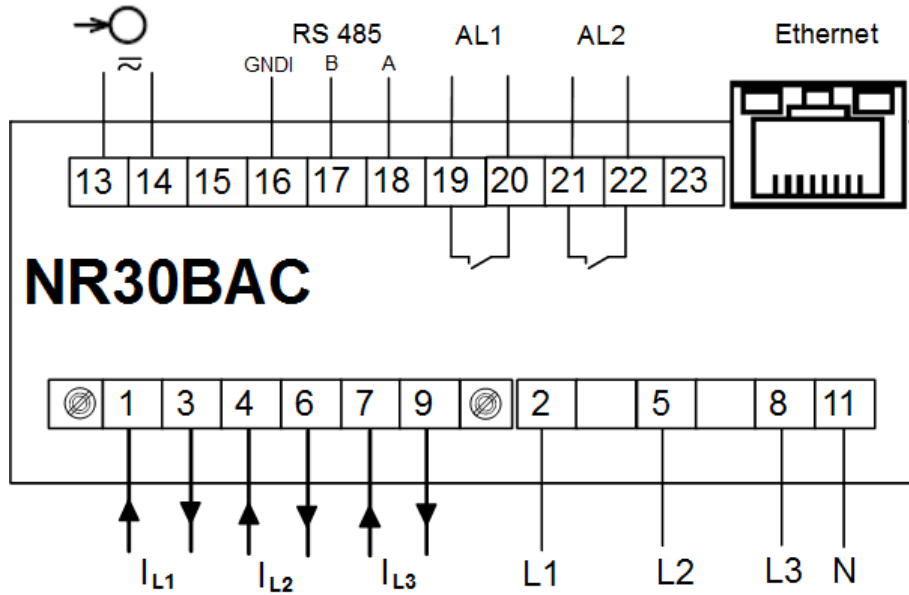 RS 485 AL1 AL2 Ethernet
GNDI B A
13 14 15 16 17 18 19 20 21 22 23
NR30BAC
1 3 4 6 7 9 2 5 8 11
IL1 IL2 IL3 L1 L2 L3 N